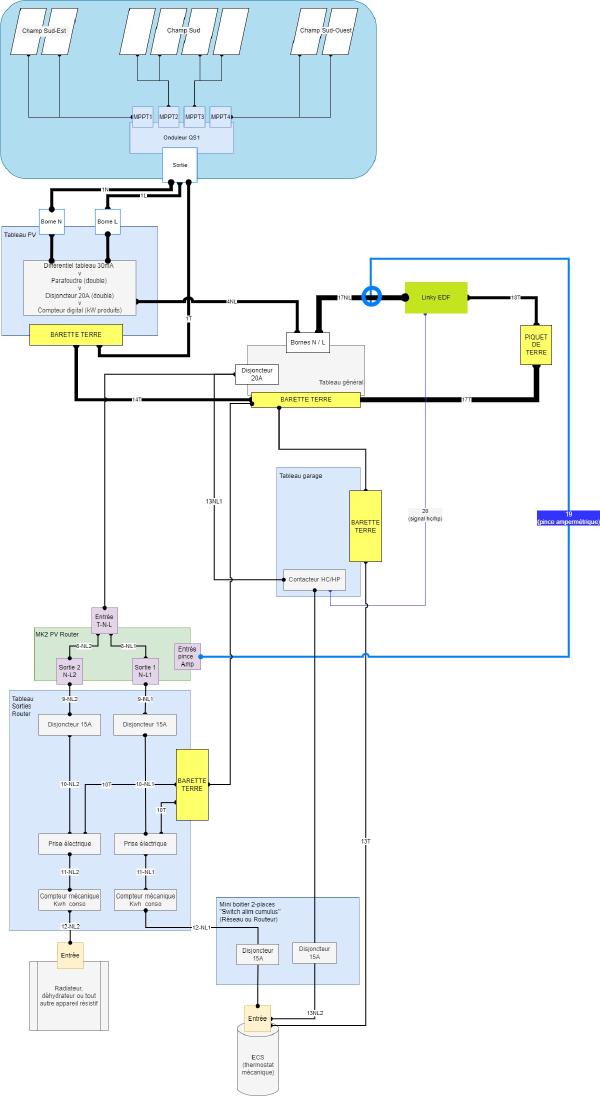 Champ Sud-Est
Champ Sud
Champ Sud-Ouest
MPPT1
MPPT2
MPPT3
MPPT4
Onduleur QS1
Sortie
1N
1L
Borne N
Borne L
Tableau PV
Différentiel tableau 30mA
v
Parafoudre (double)
v
Disjoncteur 20A (double)
v
Compteur digital (kW produits)
BARETTE TERRE
1T
4NL
17NL
Linky EDF
18T
PIQUET
DE
TERRE
Bornes N / L
Disjoncteur
20A
Tableau général
BARETTE TERRE
14T
17T
Tableau garage
13NL1
BARETTE
TERRE
20
(signal hc/hp)
19
(pince ampermétrique)
Contacteur HC/HP
Entrée
T-N-L
MK2 PV Router
8-NL2
8-NL1
Entrée
pince
Amp
Sortie 2
N-L2
Sortie 1
N-L1
Tableau
Sorties
Router
9-NL2
9-NL1
Disjoncteur 15A
Disjoncteur 15A
BARETTE
TERRE
10-NL2
10T
10-NL1
10T
Prise électrique
Prise électrique
13T
11-NL2
11-NL1
Compteur mécanique
Kwh conso
Compteur mécanique
Kwh conso
Mini boitier 2-places
"Switch alim cumulus"
(Réseau ou Routeur)
12-NL2
12-NL1
Disjoncteur
15A
Disjoncteur
15A
Entrée
Radiateur,
déhydrateur ou tout
autre appareil résistif
13NL2
Entrée
ECS
(thermostat
mécanique)